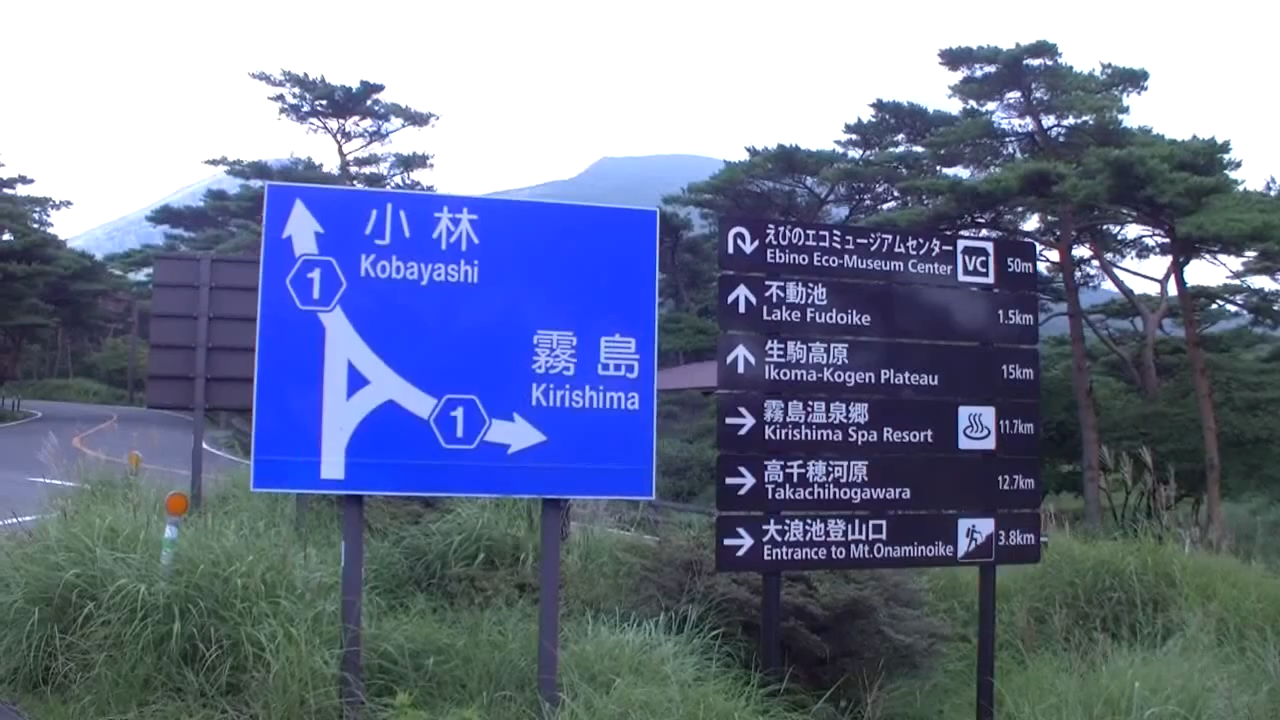 小林
Kobayashi
1
霧島
Kirishima
1
えびのエコミュージアムセンター
Ebino Eco-Museum Center
VC
50m
不動池
Lake Fudoike
1.5km
生駒高原
Ikoma-Kogen Plateau
15km
霧島温泉郷
Kirishima Spa Resort
11.7km
高千穂河原
Takachihogawara
12.7km
大浪池登山口
Entrance to Mt.Onaminoike
3.8km